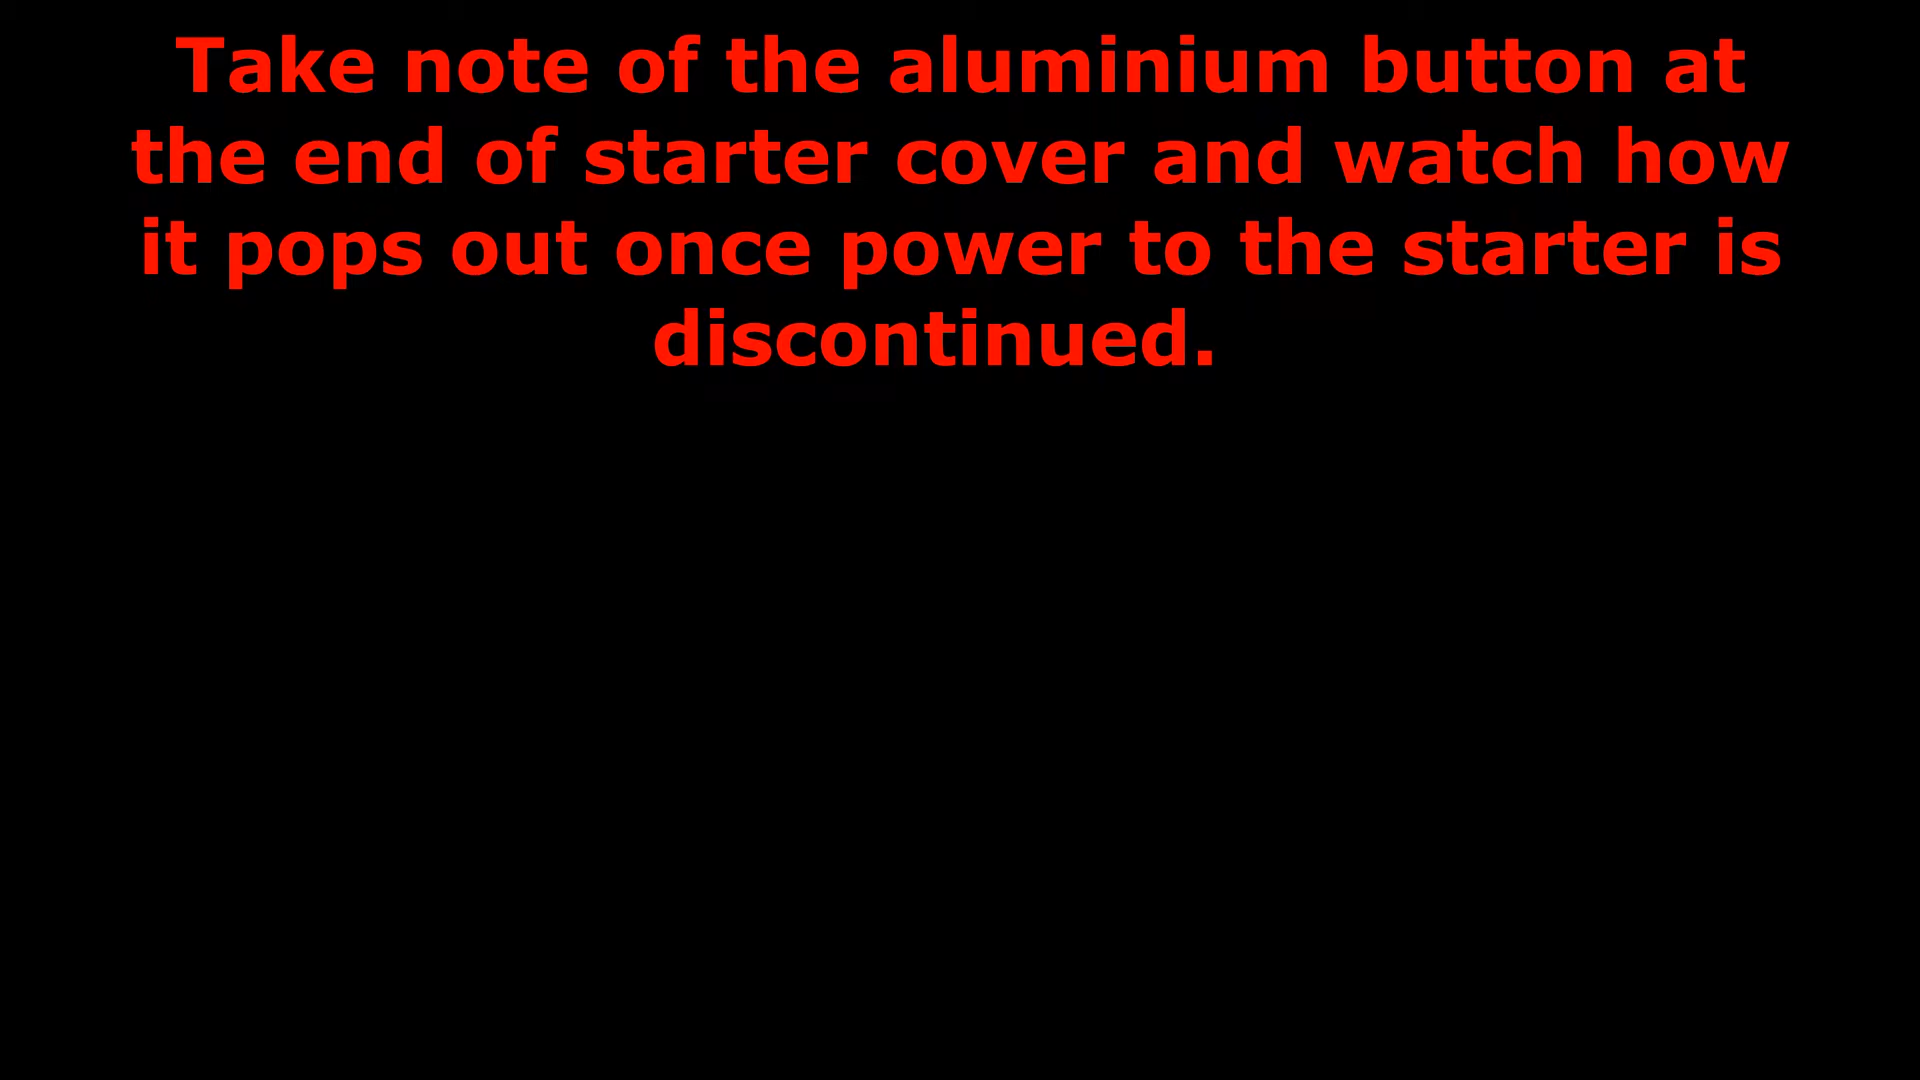 Take note of the aluminium button at
the end of starter cover and watch how
it pops out once power to the starter is
discontinued.